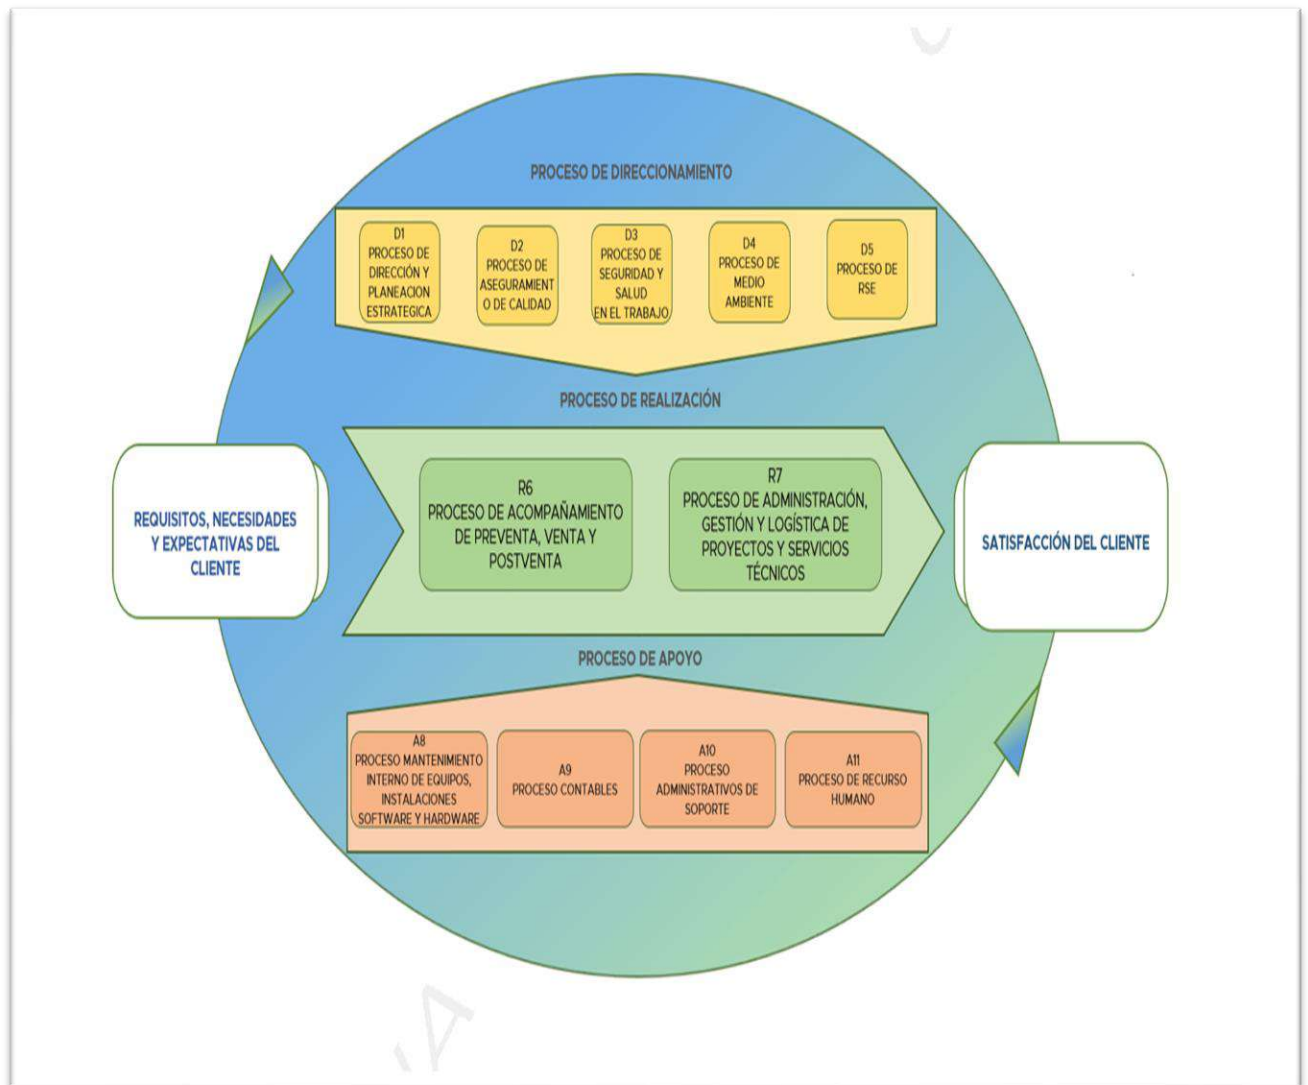 PROCESO DE DIRECCIONAMIENTO
D1
PROCESO DE
DIRECCIÓN Y
PLANEACION
ESTRATEGICA
D2
PROCESO DE
ASEGURAMIENT
O DE CALIDAD
D3
PROCESO DE
SEGURIDAD Y
SALUD
EN EL TRABAJO
D4
PROCESO DE
MEDIO
AMBIENTE
D5
PROCESO DE
RSE
PROCESO DE REALIZACIÓN
REQUISITOS, NECESIDADES
Y EXPECTATIVAS DEL
CLIENTE
R6
PROCESO DE ACOMPAÑAMIENTO
DE PREVENTA, VENTA Y
POSTVENTA
R7
PROCESO DE ADMINISTRACIÓN,
GESTIÓN Y LOGÍSTICA DE
PROYECTOS Y SERVICIOS
TÉCNICOS
SATISFACCIÓN DEL CLIENTE
PROCESO DE APOYO
A8
PROCESO MANTENIMIENTO
INTERNO DE EQUIPOS,
INSTALACIONES
SOFTWARE Y HARDWARE
A9
PROCESO CONTABLES
A10
PROCESO
ADMINISTRATIVOS DE
SOPORTE
A11
PROCESO DE RECURSO
HUMANO